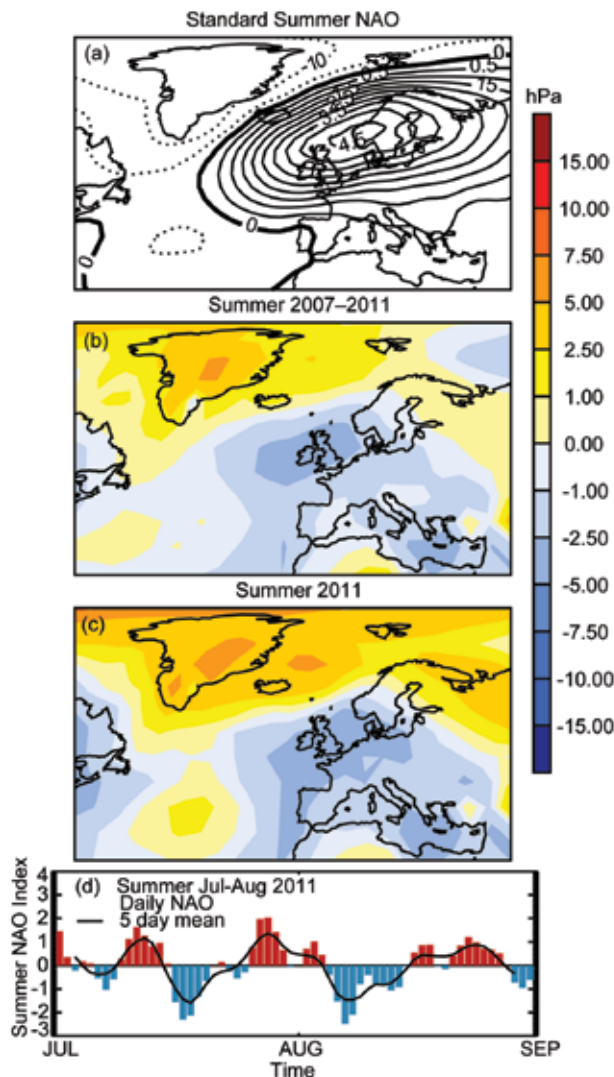 Standard Summer NAO
(a)
-10
0
0.5
15
4.5
0
0
hPa
15.00
10.00
7.50
5.00
2.50
1.00
0.00
-1.00
-2.50
-5.00
-7.50
-10.00
-15.00
Summer 2007–2011
(b)
Summer 2011
(c)
(d) Summer Jul-Aug 2011
Daily NAO
5 day mean
Summer NAO Index
4
3
2
1
0
-1
-2
-3
JUL AUG SEP
Time